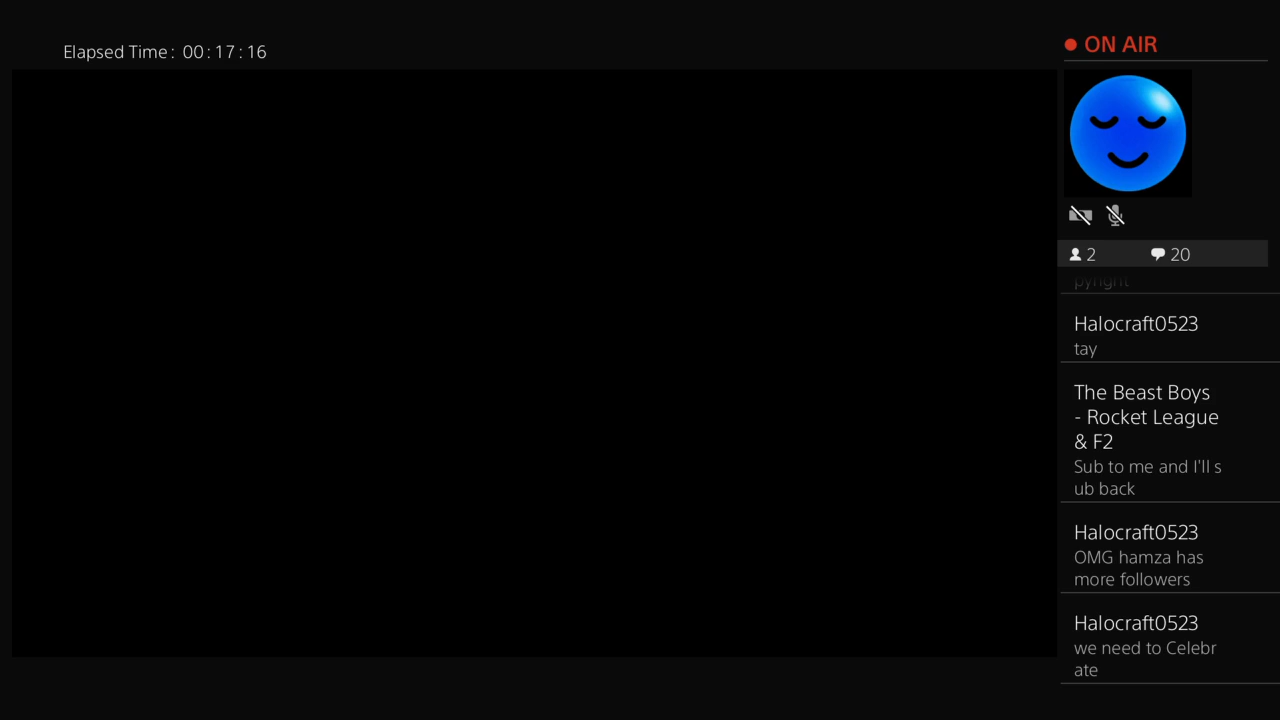 Elapsed Time: 00:17:16
ON AIR
2
20
pyright.
Halocraft0523
tay
The Beast Boys
- Rocket League
& F2
Sub to me and I'll s
ub back
Halocraft0523
OMG hamza has
more followers
Halocraft0523
we need to Celebr
ate